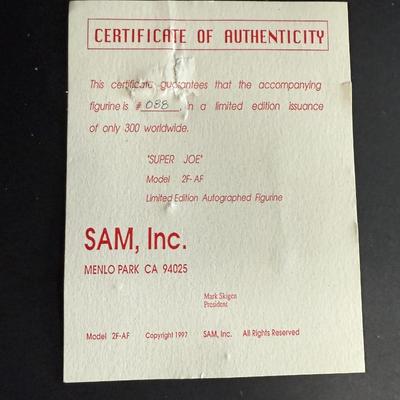 CERTIFICATE OF AUTHENTICITY
This certificate guarantees that the accompanying
figurine is # 088 in a limited edition issuance
of only 300 worldwide.
"SUPER JOE"
Model 2F-AF
Limited Edition Autographed Figurine
SAM, Inc.
MENLO PARK CA 94025
Mark Skigen
President
Model 2F-AF Copyright 1997 SAM, Inc. All Rights Reserved